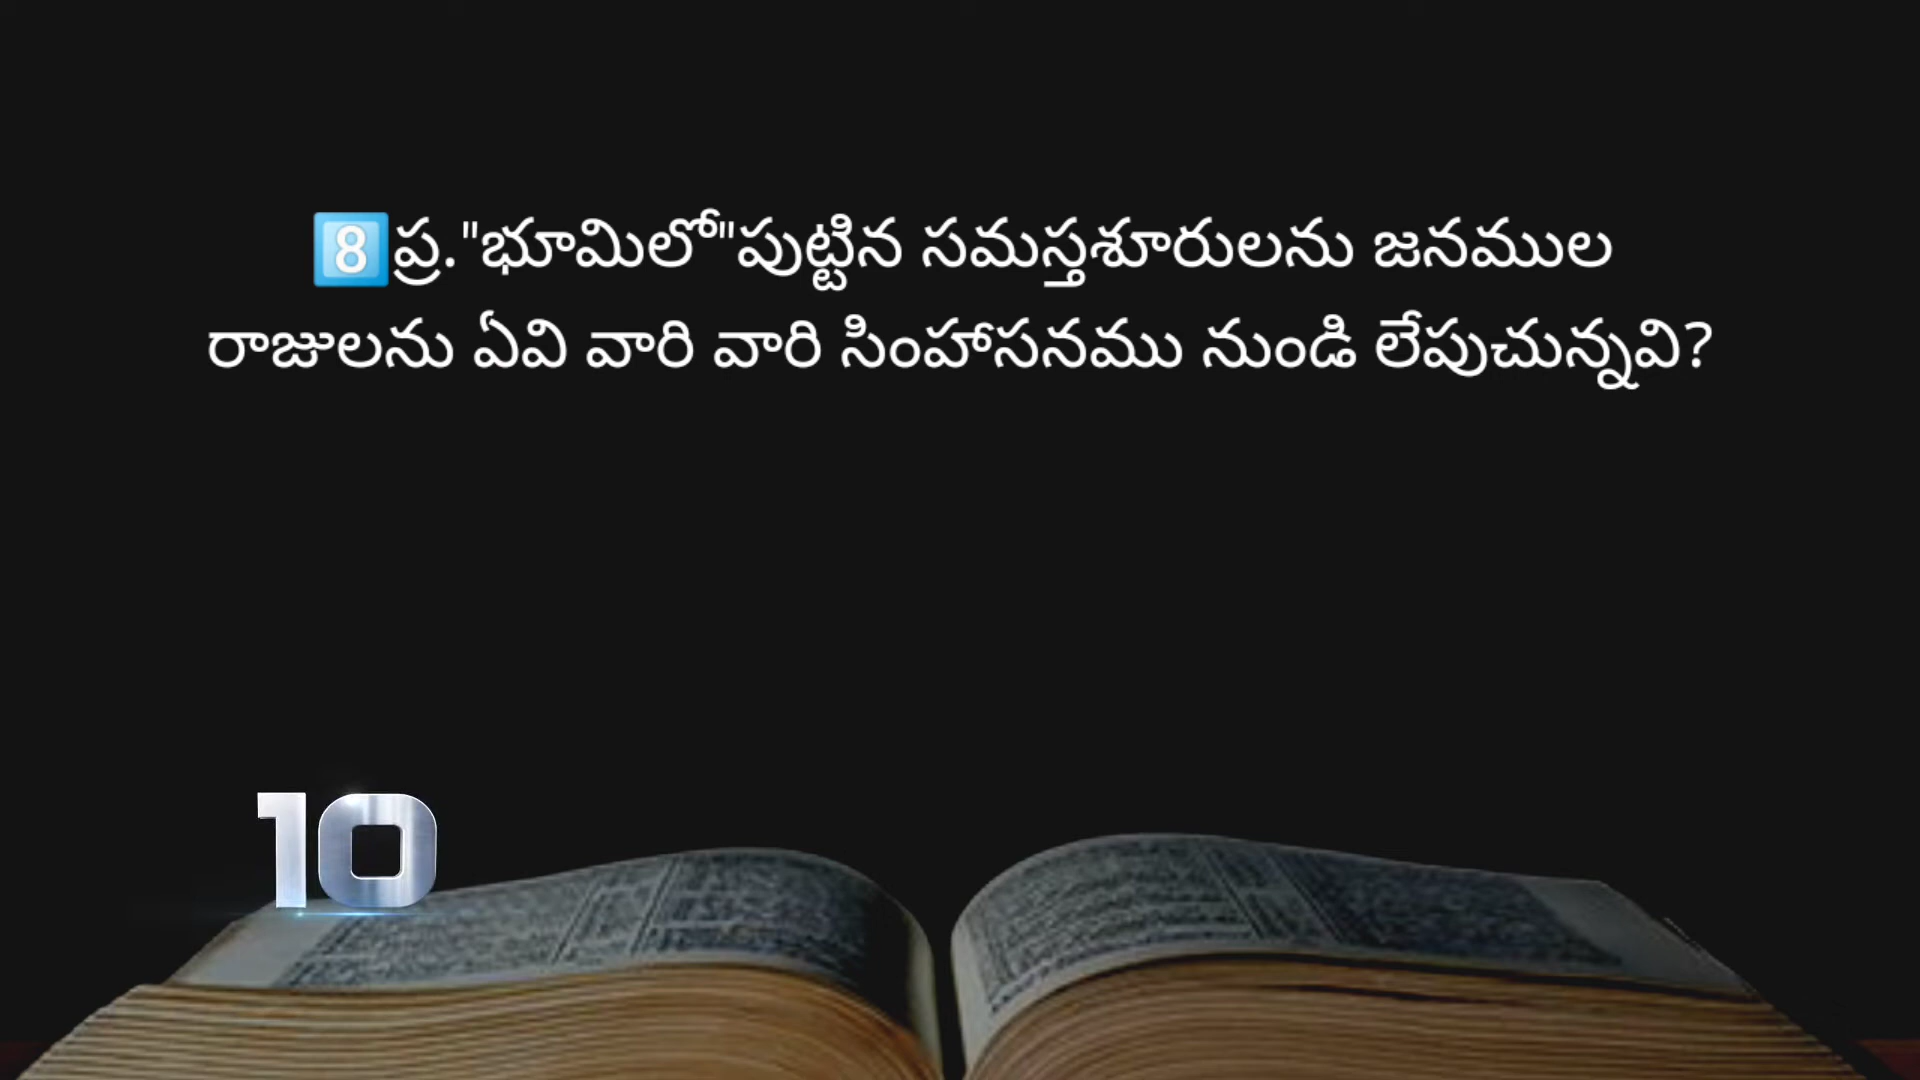 8️⃣ప్ర."భూమిలో"పుట్టిన సమస్తశూరులను జనముల
రాజులను ఏవి వారి వారి సింహాసనము నుండి లేపుచున్నవి?
10